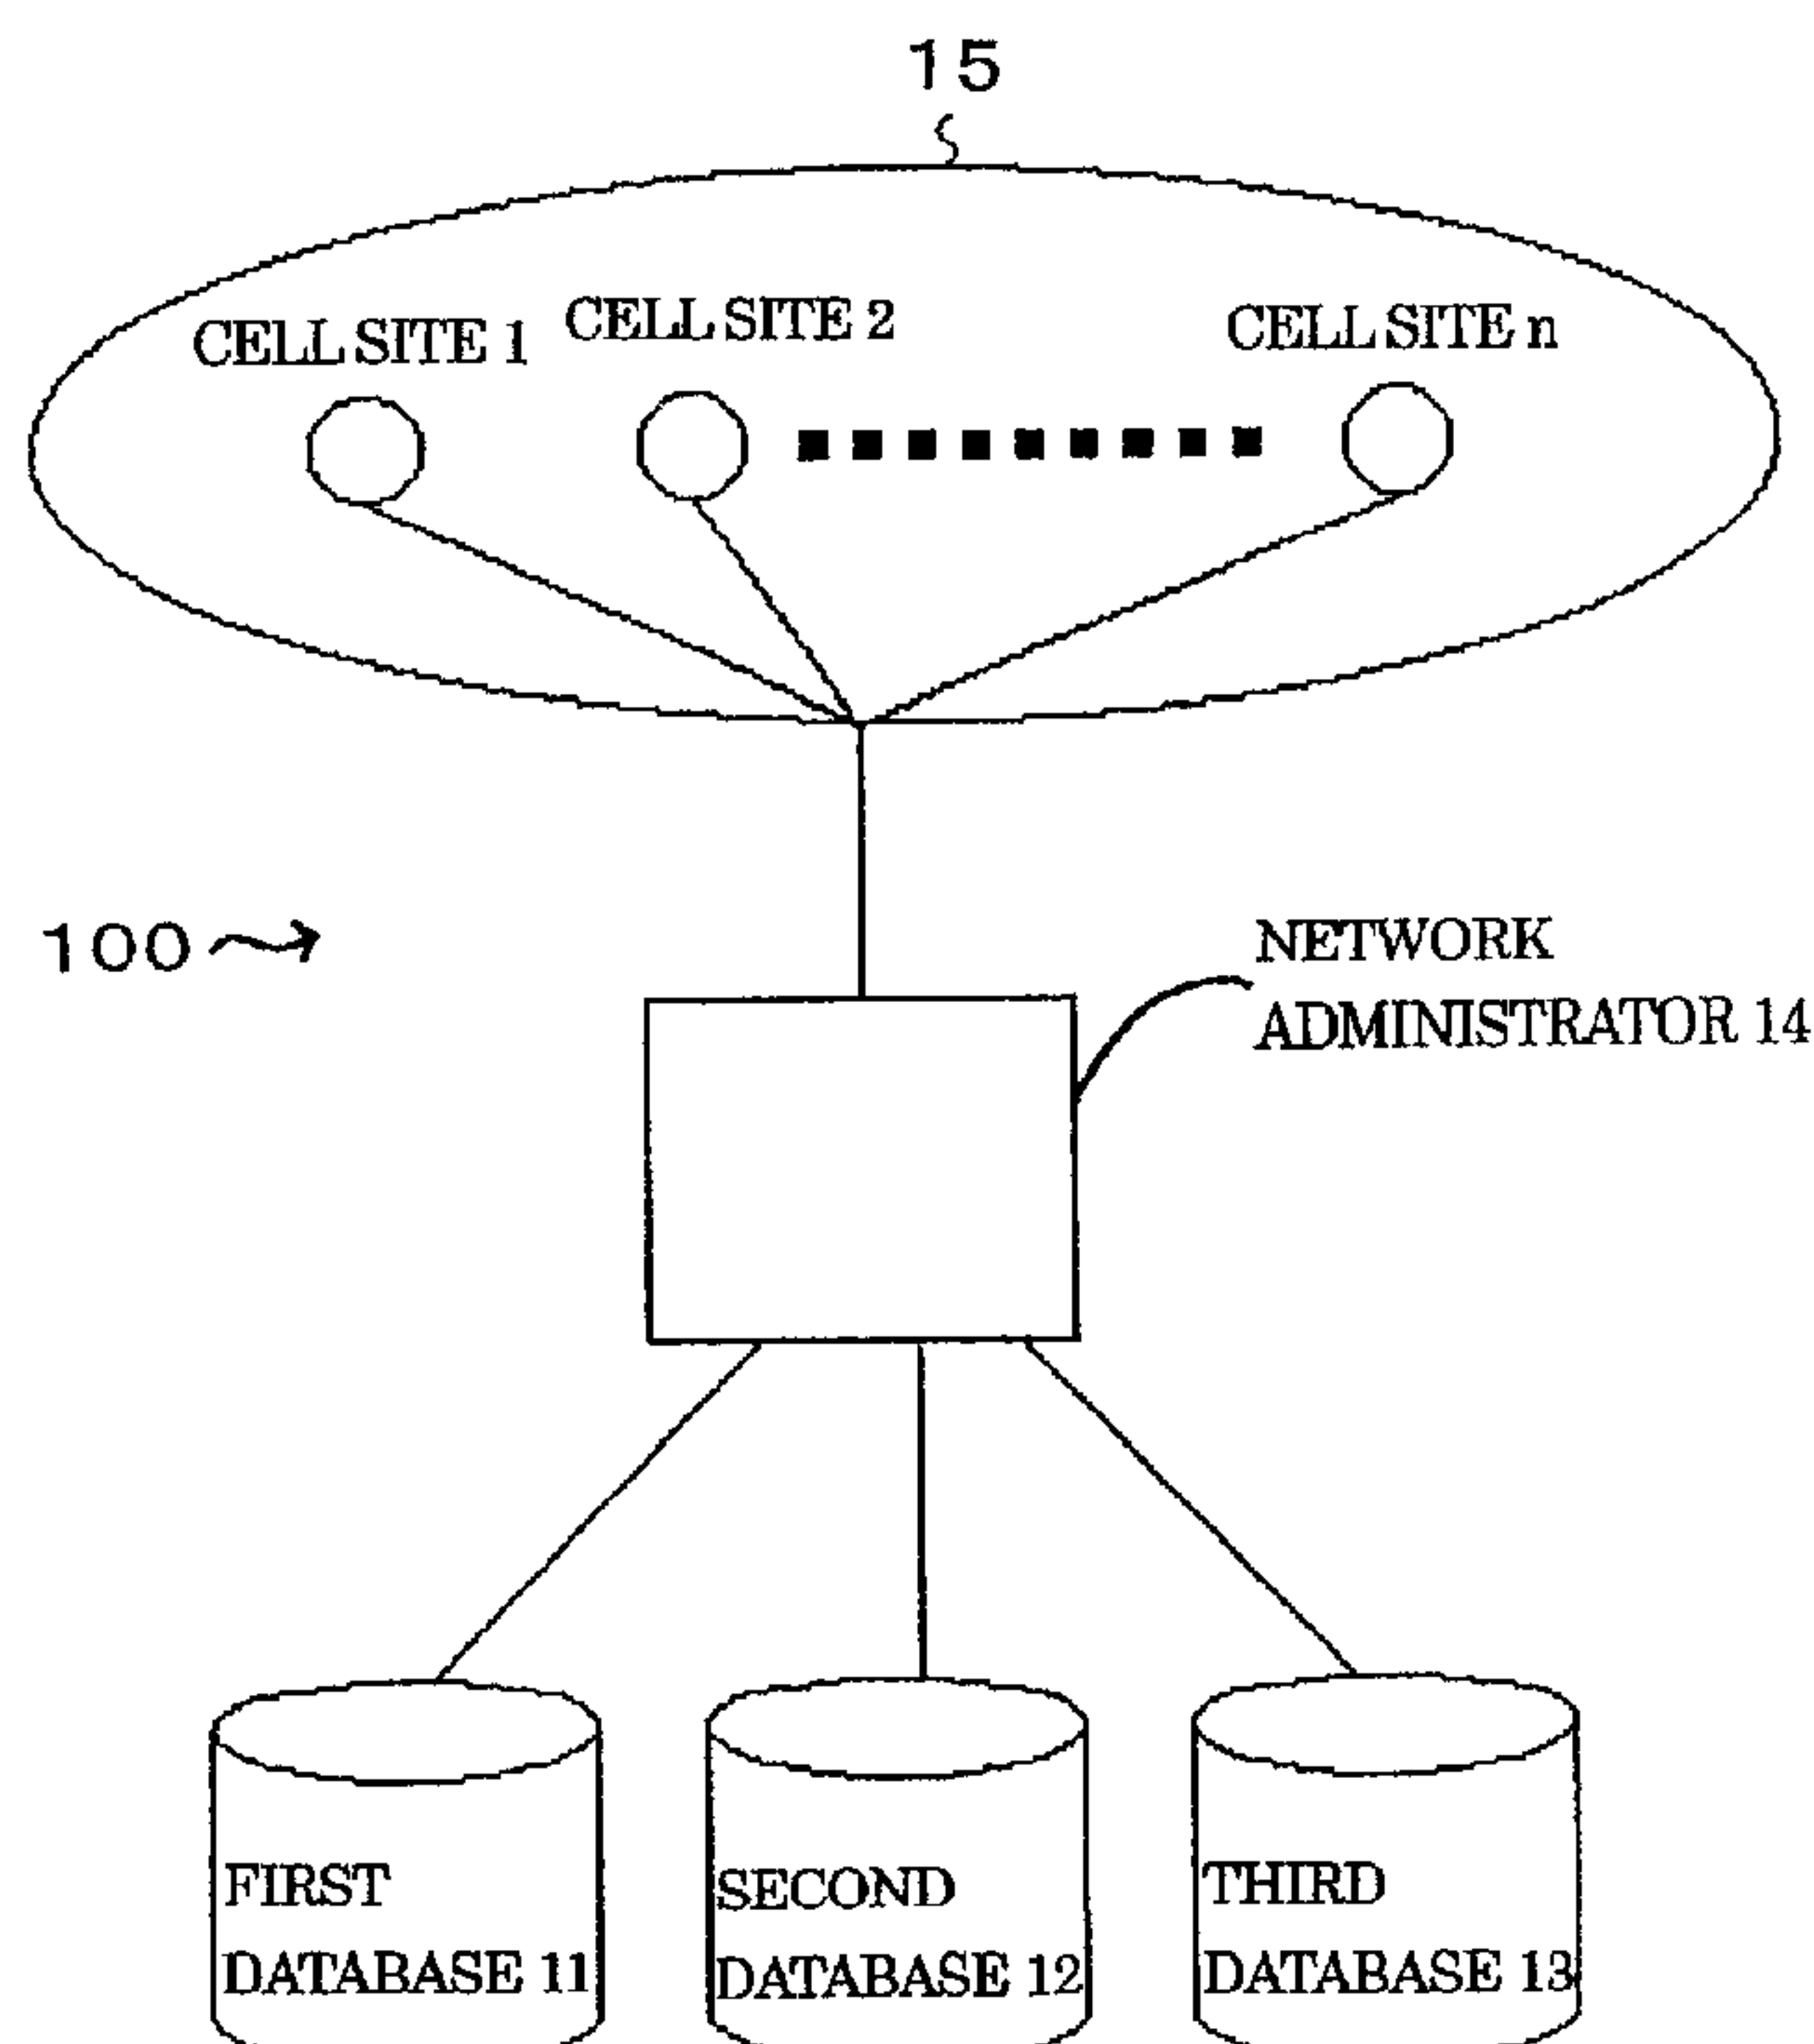 15
CELL SITE 1
CELL SITE 2
CELL SITE n
100
NETWORK
ADMINISTRATOR 14
FIRST
DATABASE 11
SECOND
DATABASE 12
THIRD
DATABASE 13